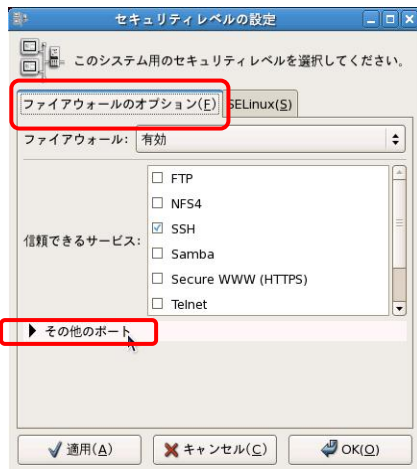 セキュリティレベルの設定
このシステム用のセキュリティレベルを選択してください。
ファイアウォールのオプション(F)
SELinux(S)
ファイアウォール: 有効
信頼できるサービス:
FTP
NFS4
SSH
Samba
Secure WWW (HTTPS)
Telnet
その他のポート
適用(A)
キャンセル(C)
OK(O)